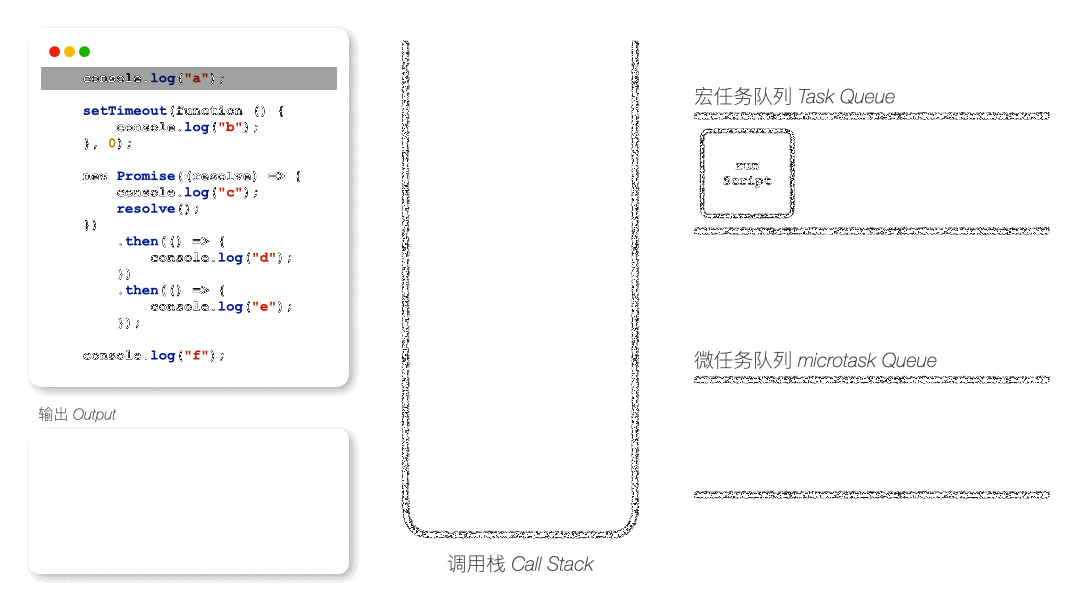 console.log("a");
setTimeout(function () {
console.log("b");
}, 0);
new Promise((resolve) => {
console.log("c");
resolve();
})
.then(() => {
console.log("d");
})
.then(() => {
console.log("e");
});
console.log("f");
输出 Output
调用栈 Call Stack
宏任务队列 Task Queue
run
Script
微任务队列 microtask Queue